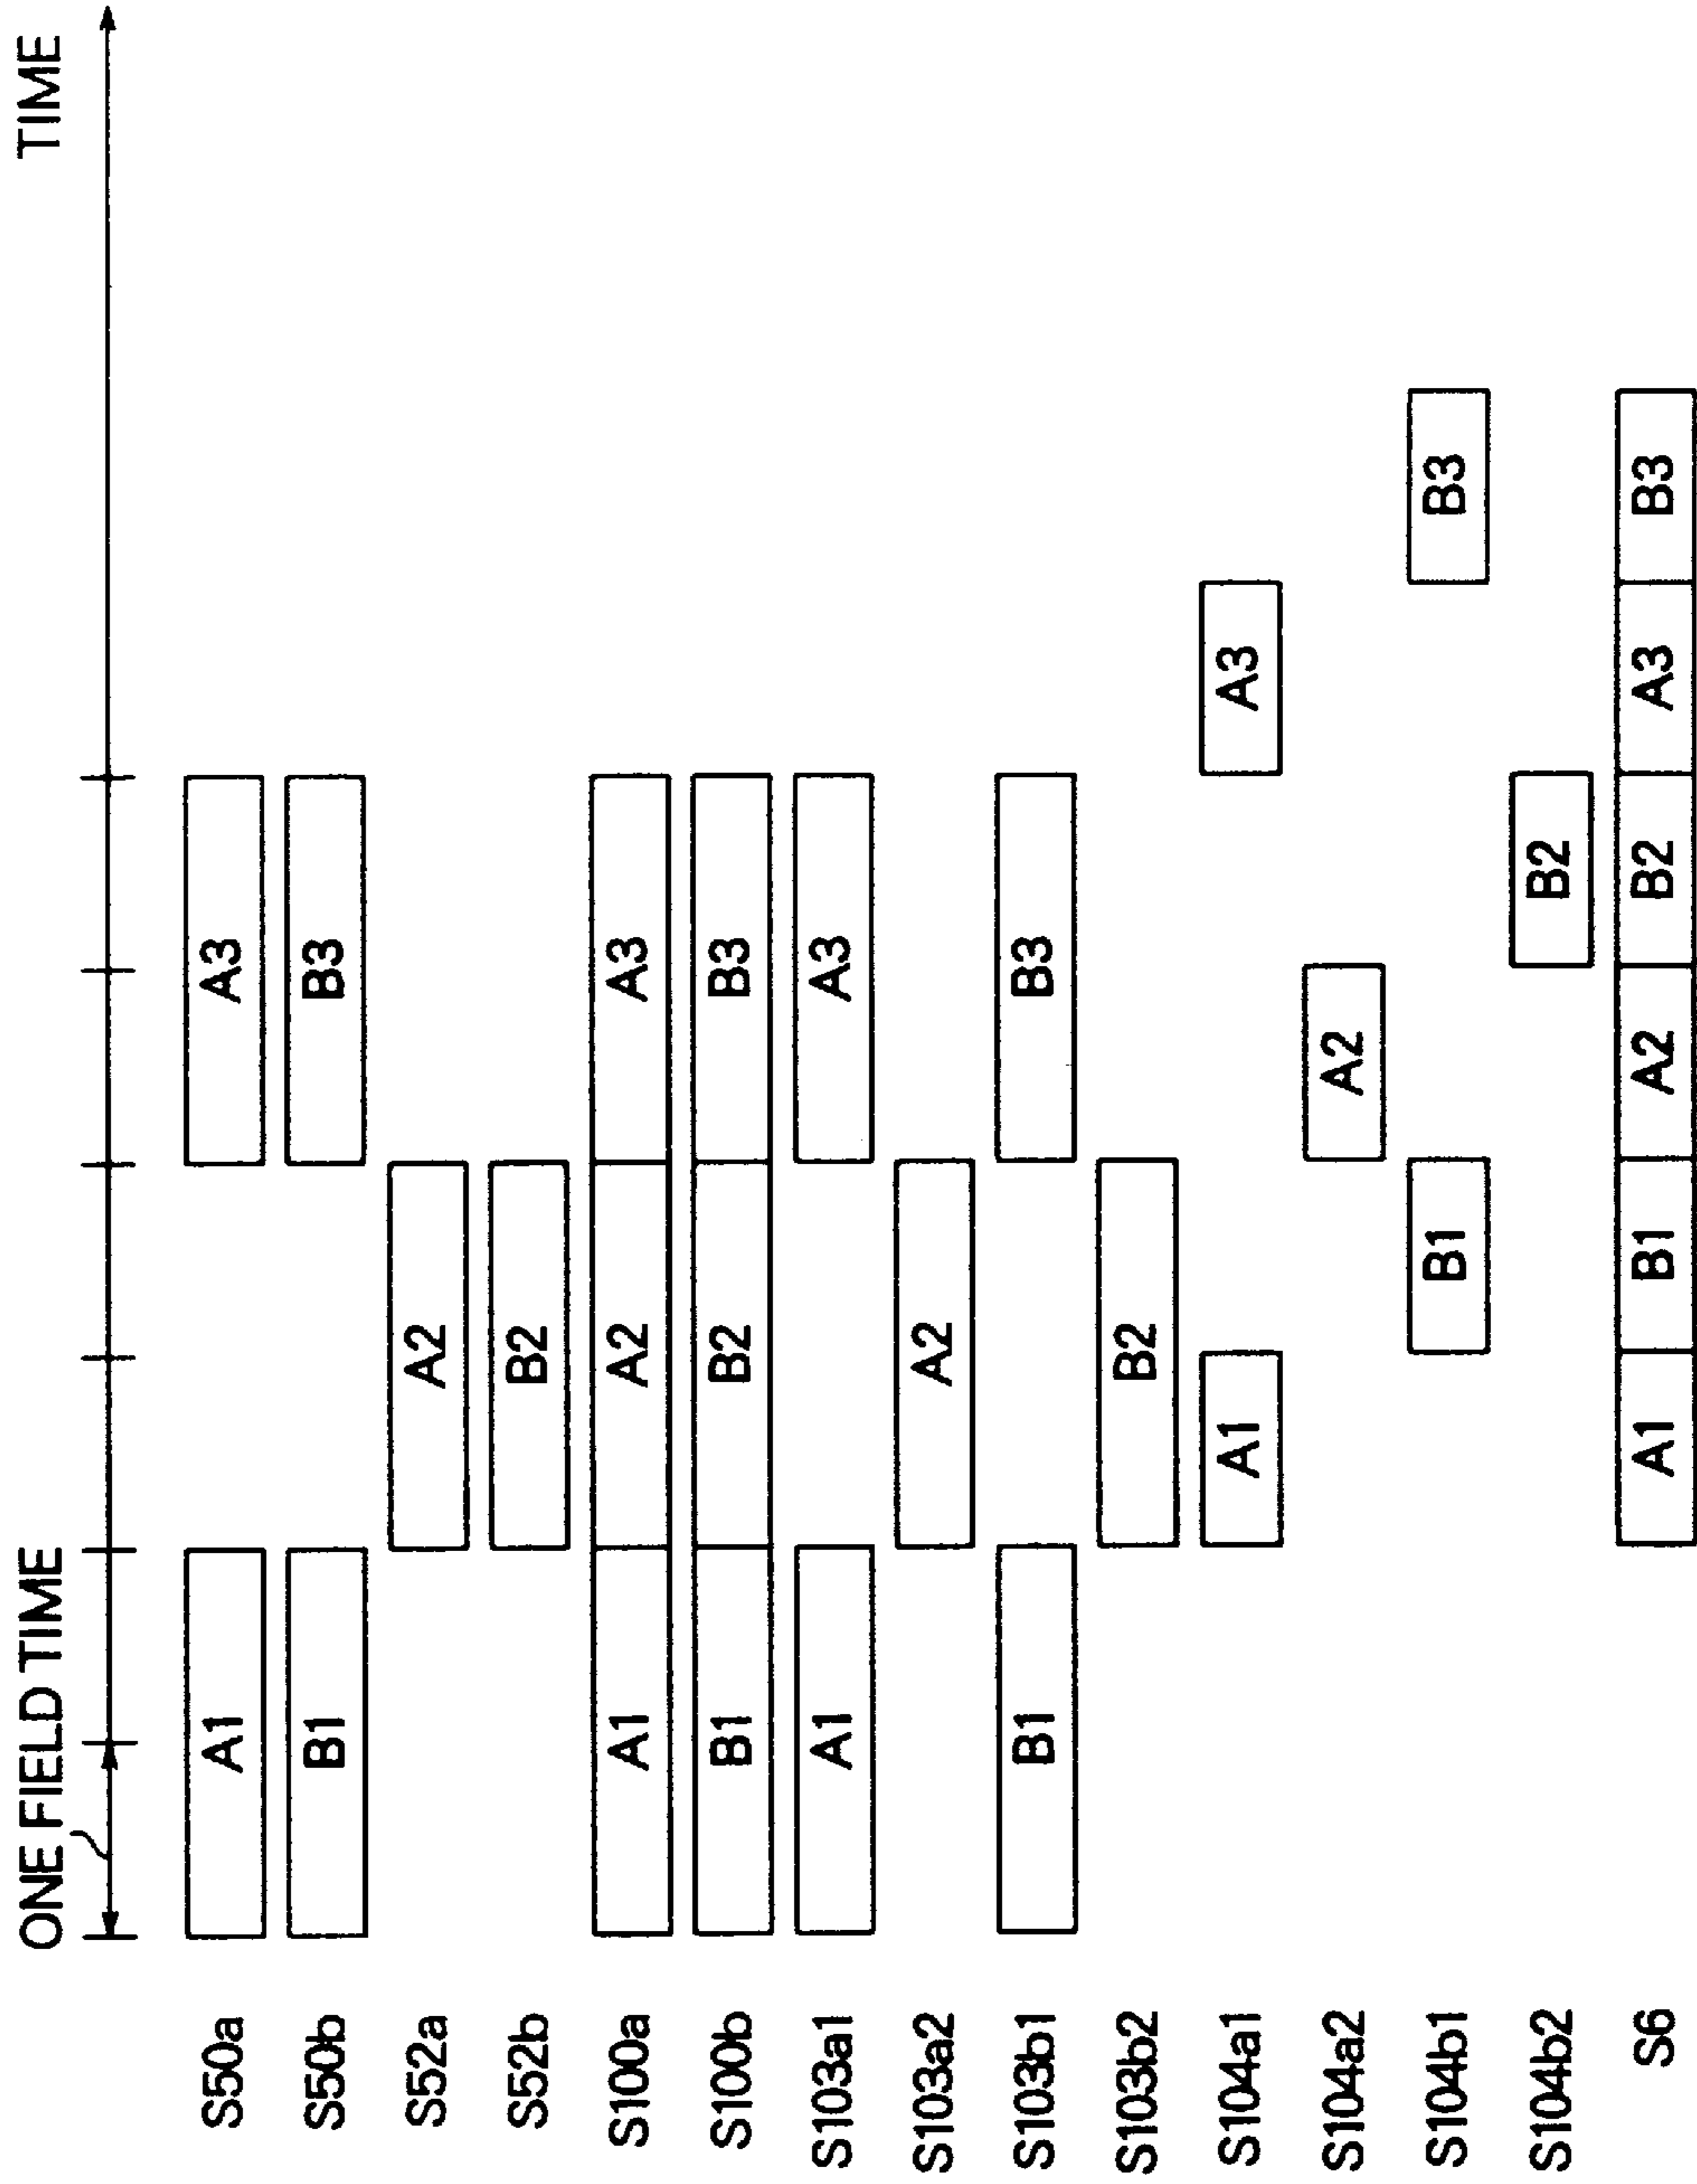 ONE FIELD TIME TIME
S50a A1 A3
S50b B1 B3
S52a A2
S52b B2
S100a A1 A2 A3
S100b B1 B2 B3
S103a1 A1 A3
S103a2 A2
S103b1 B1 B3
S103b2 B2
S104a1 A1 A3
S104a2 A2
S104b1 B1 B3
S104b2 B2
S6 A1 B1 A2 B2 A3 B3